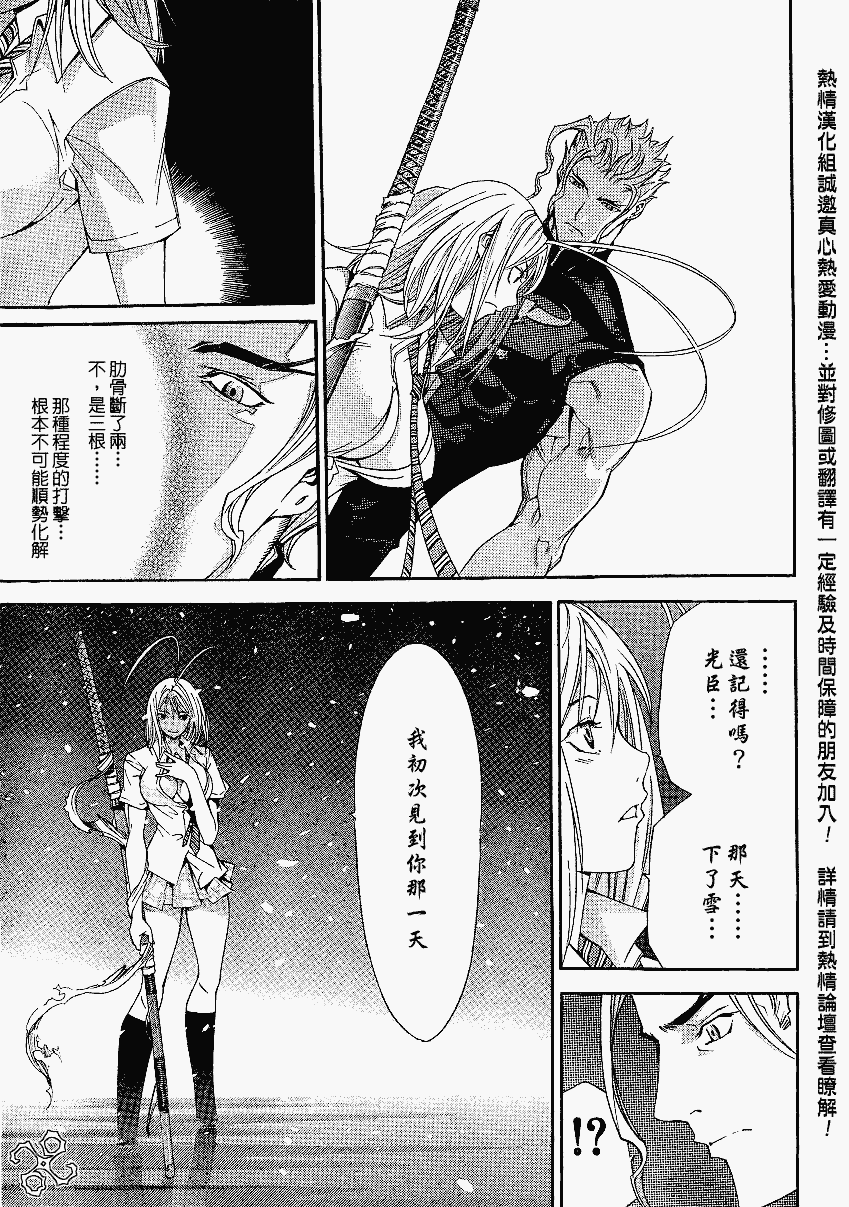 熱情漢化組誠邀真心熱愛動漫…並對修圖或翻譯有一定經驗及時間保障的朋友加入！ 詳情請到熱情論壇查看瞭解！
肋骨斷了兩…
不，是三根……
那種程度的打擊…
根本不可能順勢化解
……
還記得嗎？
光臣…
那天……
下了雪…
我初次見到你那一天
!?